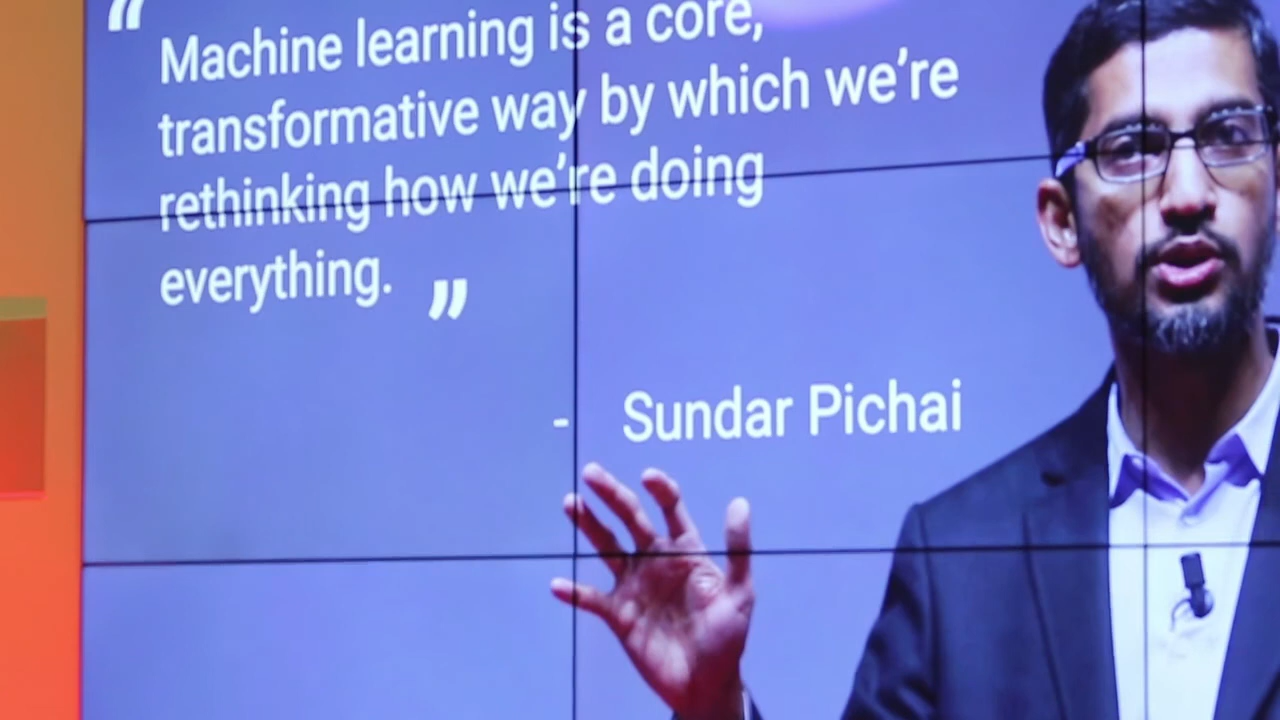 “ Machine learning is a core,
transformative way by which we’re
rethinking how we’re doing
everything. ”
- Sundar Pichai